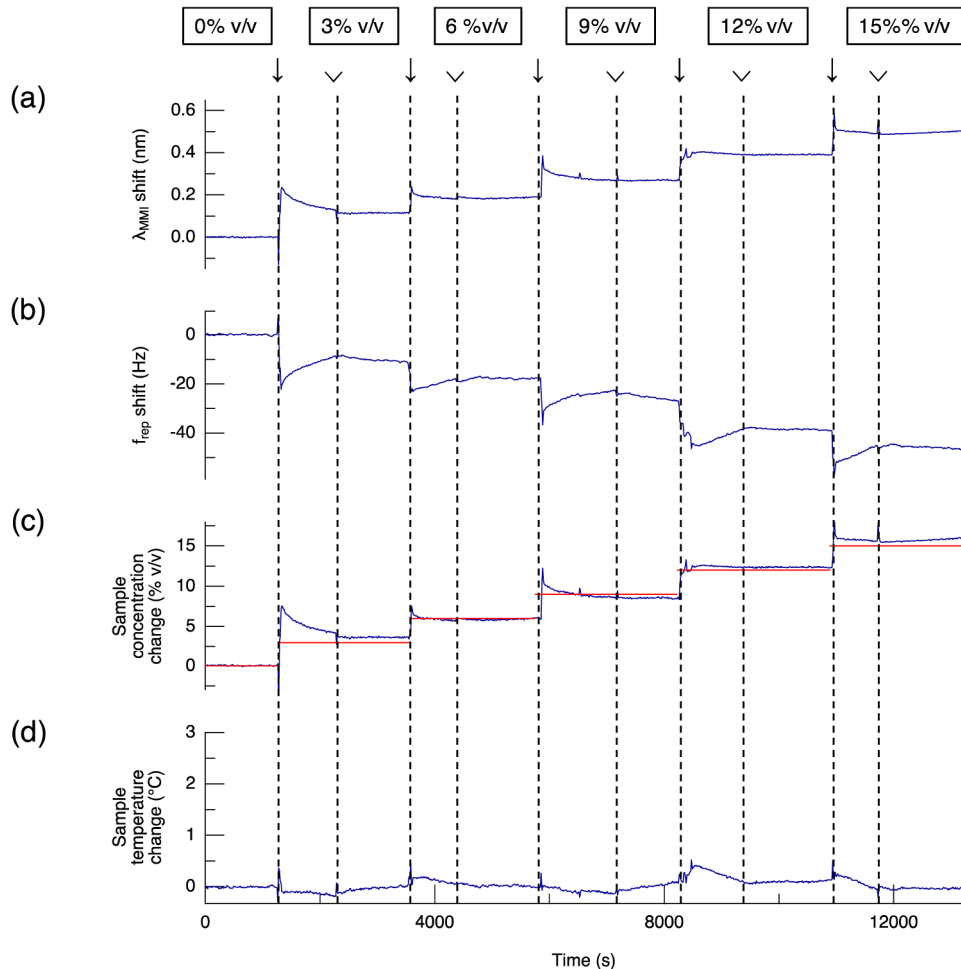 0% v/v
3% v/v
6 %v/v
9% v/v
12% v/v
15%% v/v
(a)
0.6
0.4
0.2
0.0
λMMI shift (nm)
(b)
0
-20
-40
frep shift (Hz)
(c)
15
10
5
0
Sample
concentration
change (% v/v)
(d)
3
2
1
0
Sample
temperature
change (°C)
0
4000
8000
12000
Time (s)